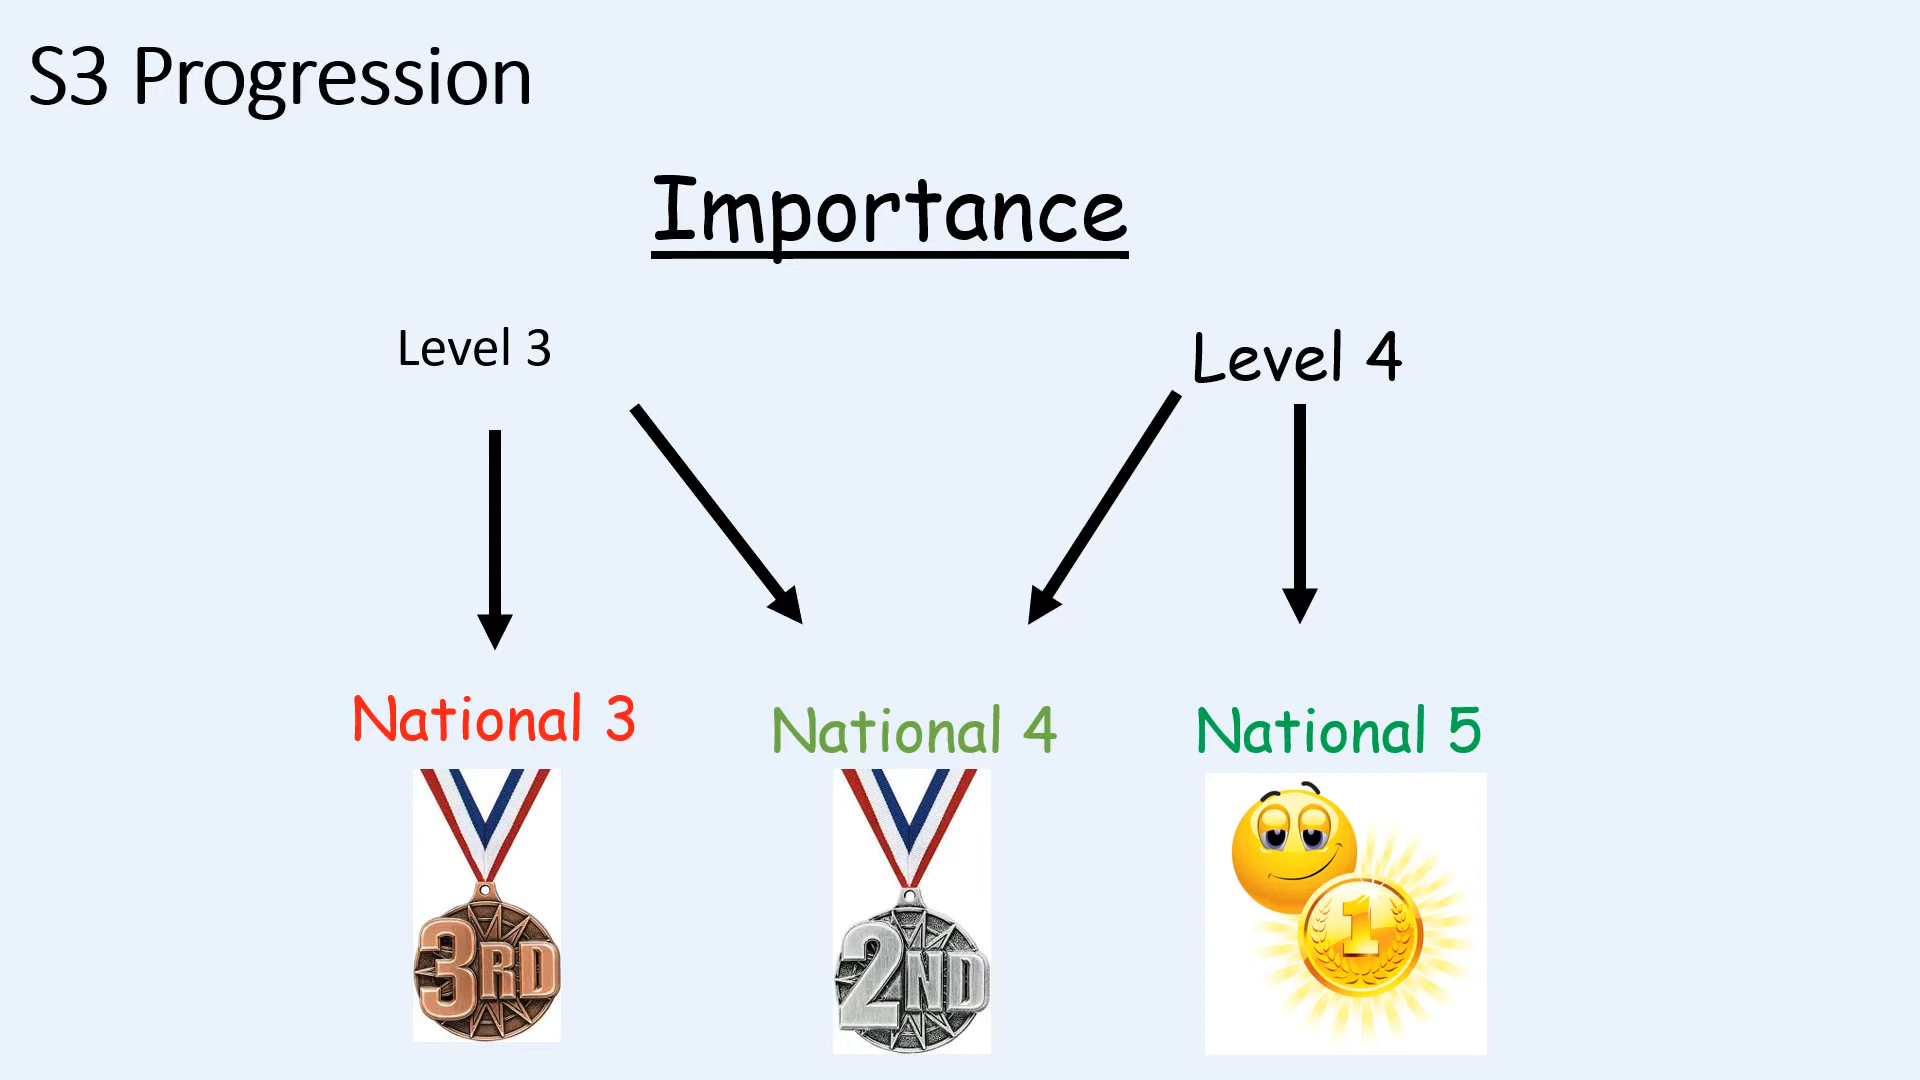 S3 Progression
Importance
Level 3
Level 4
National 3
National 4
National 5
3RD
2ND
1